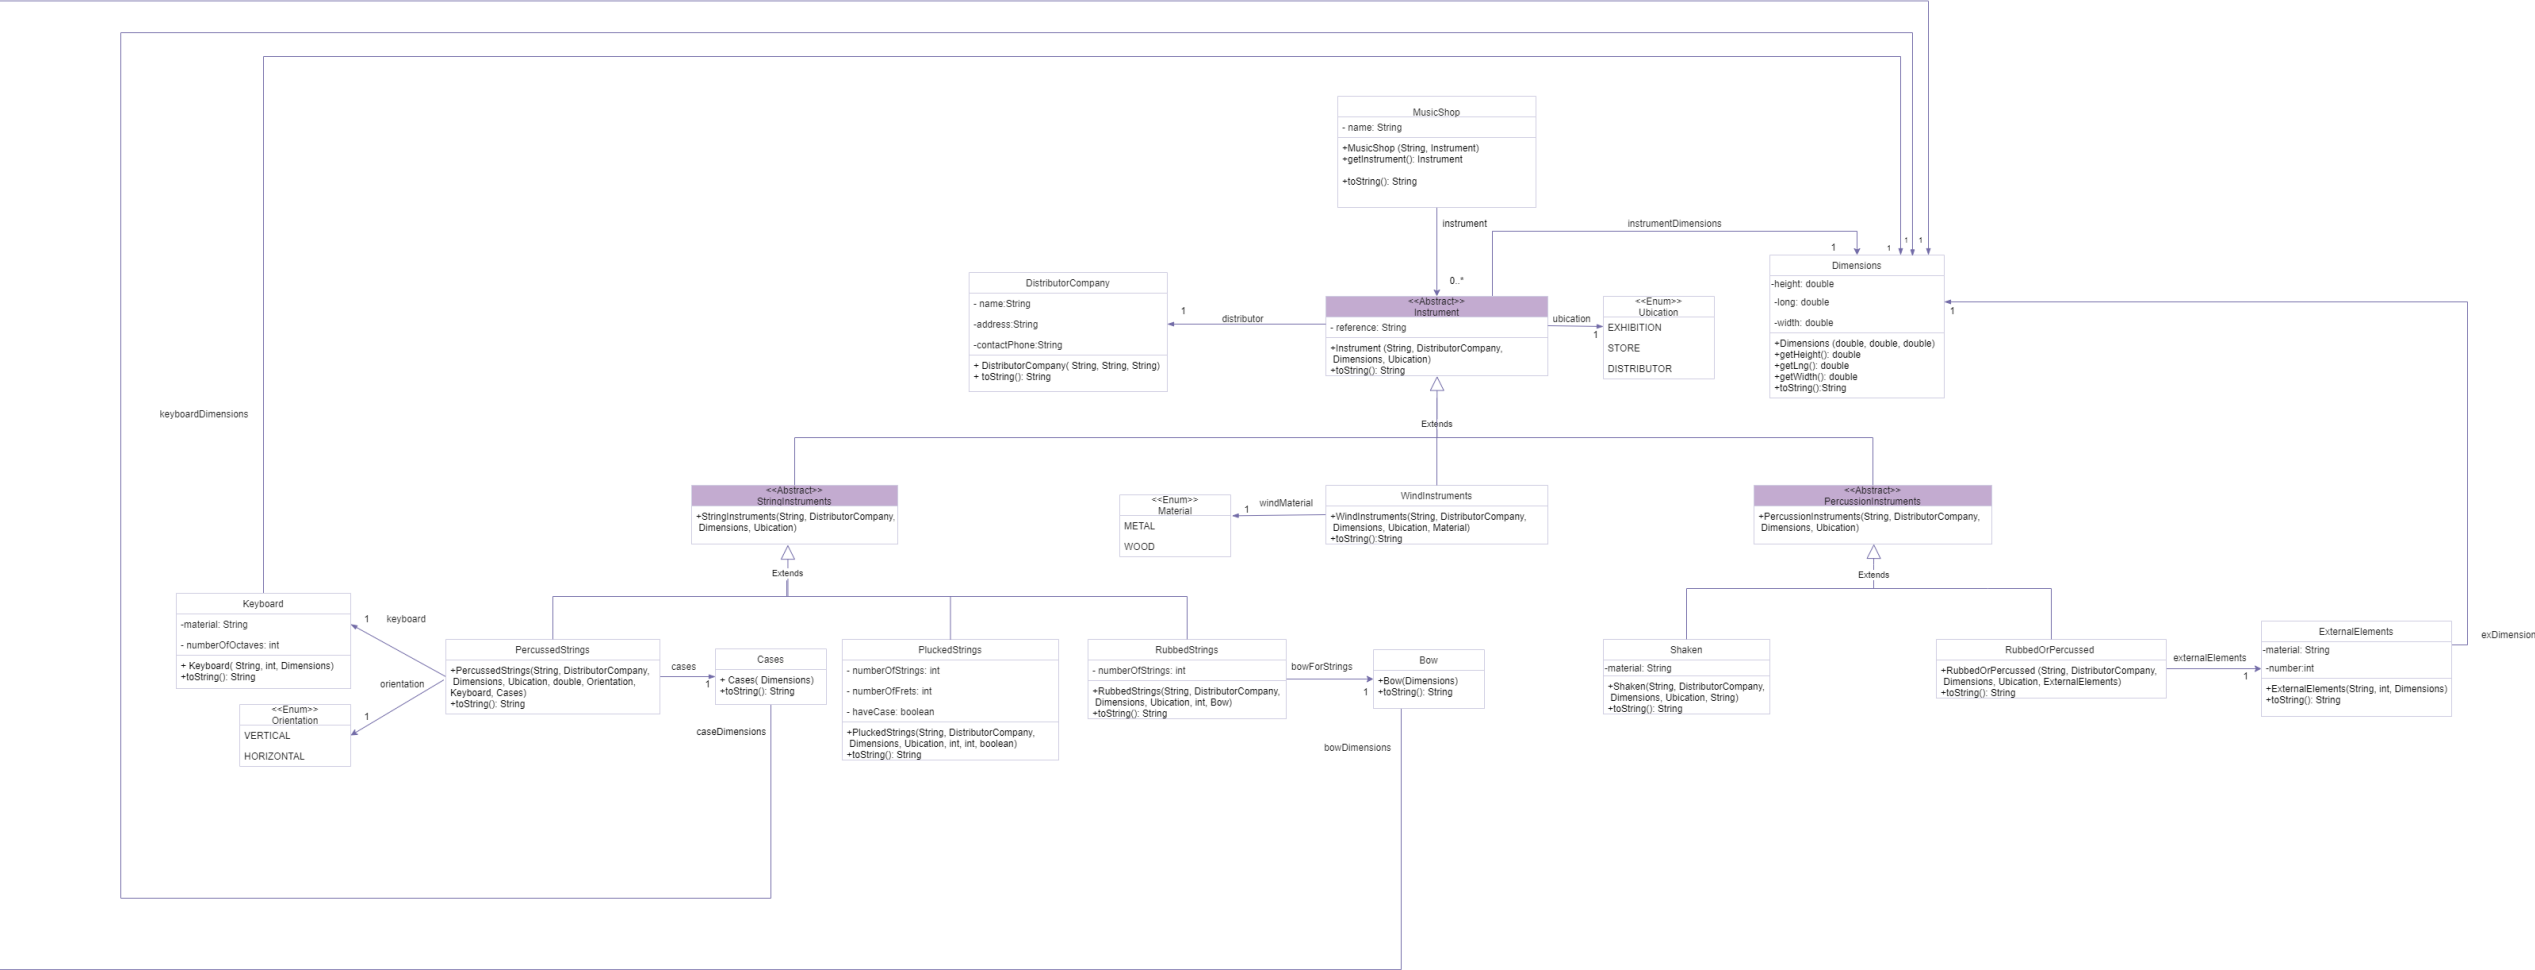 MusicShop
- name: String
+MusicShop (String, Instrument)
+getInstrument(): Instrument
+toString(): String
instrument
0..*
instrumentDimensions
1
1
1
1
Dimensions
-height: double
-long: double
-width: double
+Dimensions (double, double, double)
+getHeight(): double
+getLng(): double
+getWidth(): double
+toString():String
1
DistributorCompany
- name:String
-address:String
-contactPhone:String
+ DistributorCompany( String, String, String)
+ toString(): String
1
distributor
<<Abstract>>
Instrument
- reference: String
+Instrument (String, DistributorCompany,
Dimensions, Ubication)
+toString(): String
ubication
1
<<Enum>>
Ubication
EXHIBITION
STORE
DISTRIBUTOR
keyboardDimensions
Extends
<<Abstract>>
StringInstruments
+StringInstruments(String, DistributorCompany,
Dimensions, Ubication)
<<Enum>>
Material
METAL
WOOD
1
windMaterial
WindInstruments
+WindInstruments(String, DistributorCompany,
Dimensions, Ubication, Material)
+toString():String
<<Abstract>>
PercussionInstruments
+PercussionInstruments(String, DistributorCompany,
Dimensions, Ubication)
Extends
Extends
Keyboard
-material: String
- numberOfOctaves: int
+ Keyboard( String, int, Dimensions)
+toString(): String
1
keyboard
orientation
1
<<Enum>>
Orientation
VERTICAL
HORIZONTAL
PercussedStrings
+PercussedStrings(String, DistributorCompany,
Dimensions, Ubication, double, Orientation,
Keyboard, Cases)
+toString(): String
cases
1
Cases
+ Cases( Dimensions)
+toString(): String
caseDimensions
PluckedStrings
- numberOfStrings: int
- numberOfFrets: int
- haveCase: boolean
+PluckedStrings(String, DistributorCompany,
Dimensions, Ubication, int, int, boolean)
+toString(): String
RubbedStrings
- numberOfStrings: int
+RubbedStrings(String, DistributorCompany,
Dimensions, Ubication, int, Bow)
+toString(): String
bowForStrings
1
Bow
+Bow(Dimensions)
+toString(): String
bowDimensions
Shaken
-material: String
+Shaken(String, DistributorCompany,
Dimensions, Ubication, String)
+toString(): String
RubbedOrPercussed
+RubbedOrPercussed (String, DistributorCompany,
Dimensions, Ubication, ExternalElements)
+toString(): String
externalElements
1
ExternalElements
-material: String
-number:int
+ExternalElements(String, int, Dimensions)
+toString(): String
exDimension